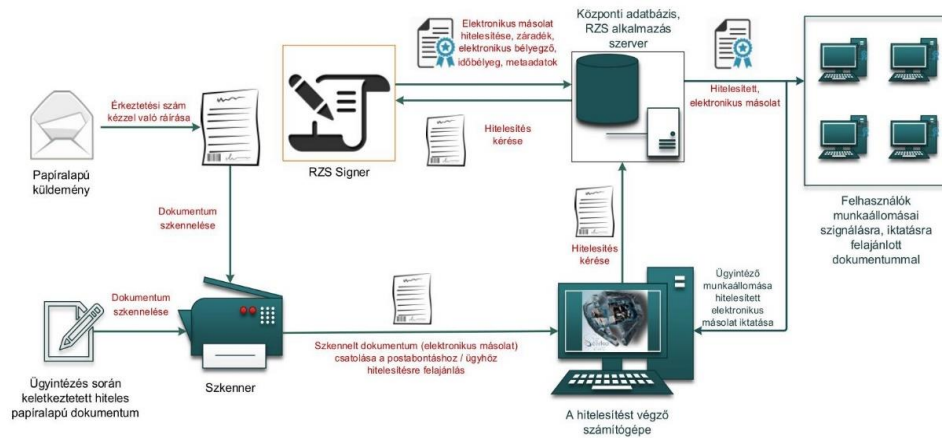 Elektronikus másolat
hitelesítése, záradék,
elektronikus bélyegző,
időbélyeg, metaadatok
Központi adatbázis,
RZS alkalmazás
szerver
Érkeztetési szám
kézzel való ráírása
Papíralapú
küldemény
RZS Signer
Hitelesítés
kérése
Hitelesített,
elektronikus másolat
Felhasználók
munkaállomásai
szignálásra, iktatásra
felajánlott
dokumentummal
Dokumentum
szkennelése
Hitelesítés
kérése
Dokumentum
szkennelése
Ügyintézés során
keletkeztetett hiteles
papíralapú dokumentum
Szkenner
Szkennelt dokumentum (elektronikus másolat)
csatolása a postabontáshoz / ügyhöz
hitelesítésre felajánlás
Ügyintéző
munkaállomása
hitelesített
elektronikus
másolat iktatása
A hitelesítést végző
számítógépe